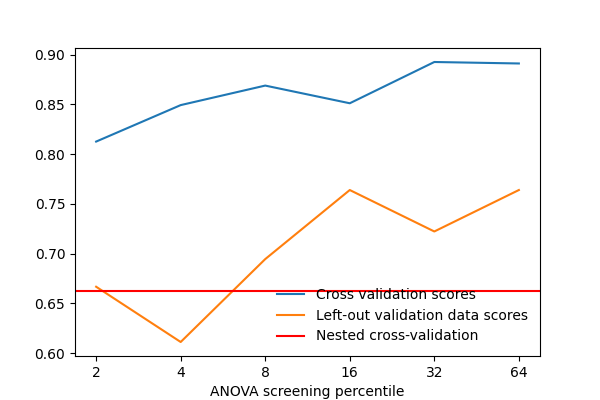 0.90
0.85
0.80
0.75
0.70
0.65
0.60
Cross validation scores
Left-out validation data scores
Nested cross-validation
2 4 8 16 32 64
ANOVA screening percentile